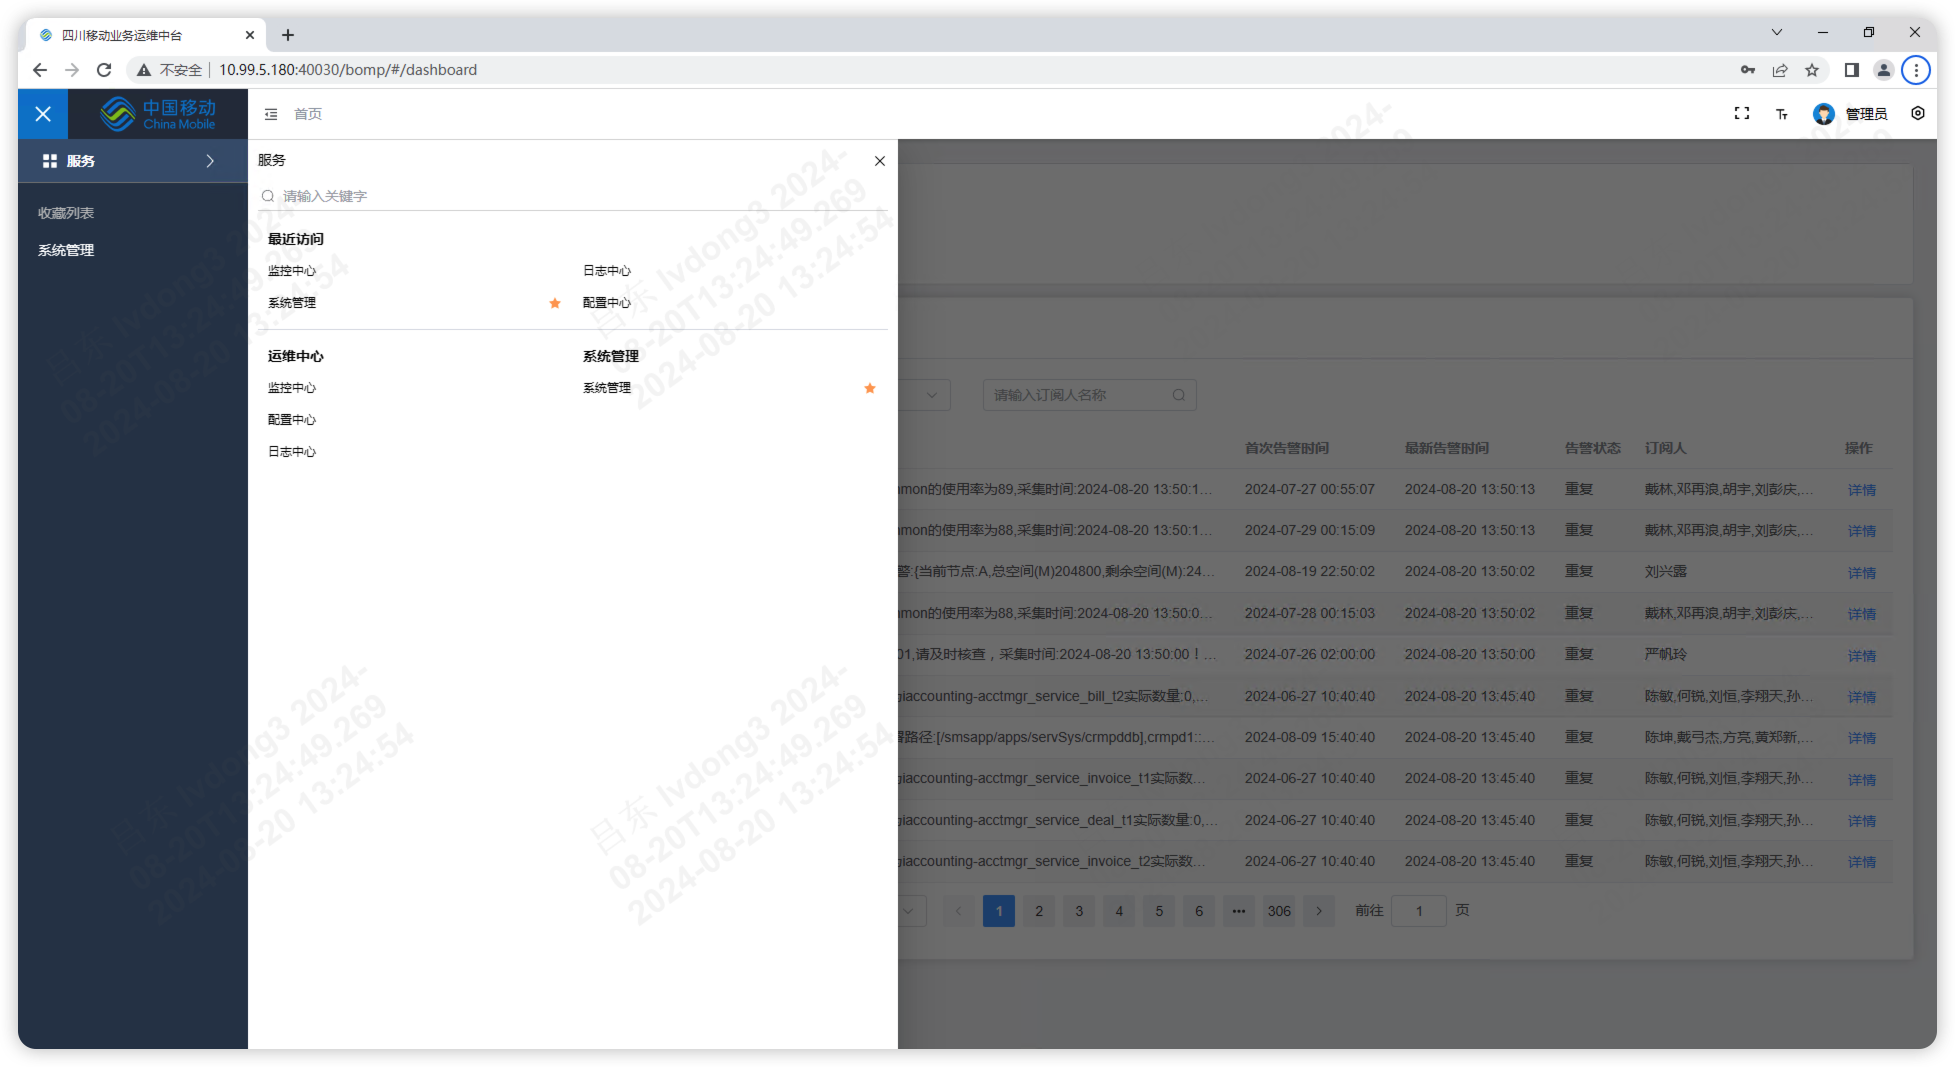 四川移动业务运维中台
不安全 10.99.5.180:40030/bomp/#/dashboard
中国移动
China Mobile
首页
管理员
服务
收藏列表
系统管理
服务
请输入关键字
最近访问
监控中心 日志中心
系统管理 配置中心
运维中心 系统管理
监控中心 系统管理
配置中心
日志中心
请输入订阅人名称
首次告警时间 最新告警时间 告警状态 订阅人 操作
mon的使用率为89,采集时间:2024-08-20 13:50:1... 2024-07-27 00:55:07 2024-08-20 13:50:13 重复 戴林,邓再浪,胡宇,刘彭庆,... 详情
mon的使用率为88,采集时间:2024-08-20 13:50:1... 2024-07-29 00:15:09 2024-08-20 13:50:13 重复 戴林,邓再浪,胡宇,刘彭庆,... 详情
警:{当前节点:A,总空间(M)204800,剩余空间(M):24... 2024-08-19 22:50:02 2024-08-20 13:50:02 重复 刘兴露 详情
mon的使用率为88,采集时间:2024-08-20 13:50:0... 2024-07-28 00:15:03 2024-08-20 13:50:02 重复 戴林,邓再浪,胡宇,刘彭庆,... 详情
01,请及时核查，采集时间:2024-08-20 13:50:00！... 2024-07-26 02:00:00 2024-08-20 13:50:00 重复 严帆玲 详情
iaccounting-acctmgr_service_bill_t2实际数量:0,... 2024-06-27 10:40:40 2024-08-20 13:45:40 重复 陈敏,何锐,刘恒,李翔天,孙... 详情
路径:[/smsapp/apps/servSys/crmpddb],crmpd1::... 2024-08-09 15:40:40 2024-08-20 13:45:40 重复 陈坤,戴弓杰,方亮,黄郑新,... 详情
iaccounting-acctmgr_service_invoice_t1实际数... 2024-06-27 10:40:40 2024-08-20 13:45:40 重复 陈敏,何锐,刘恒,李翔天,孙... 详情
iaccounting-acctmgr_service_deal_t1实际数量:0,... 2024-06-27 10:40:40 2024-08-20 13:45:40 重复 陈敏,何锐,刘恒,李翔天,孙... 详情
iaccounting-acctmgr_service_invoice_t2实际数... 2024-06-27 10:40:40 2024-08-20 13:45:40 重复 陈敏,何锐,刘恒,李翔天,孙... 详情
1 2 3 4 5 6 ••• 306 前往 1 页
吕东 lvdong3 2024-
08-20T13:24:49.269
2024-08-20 13:24:54